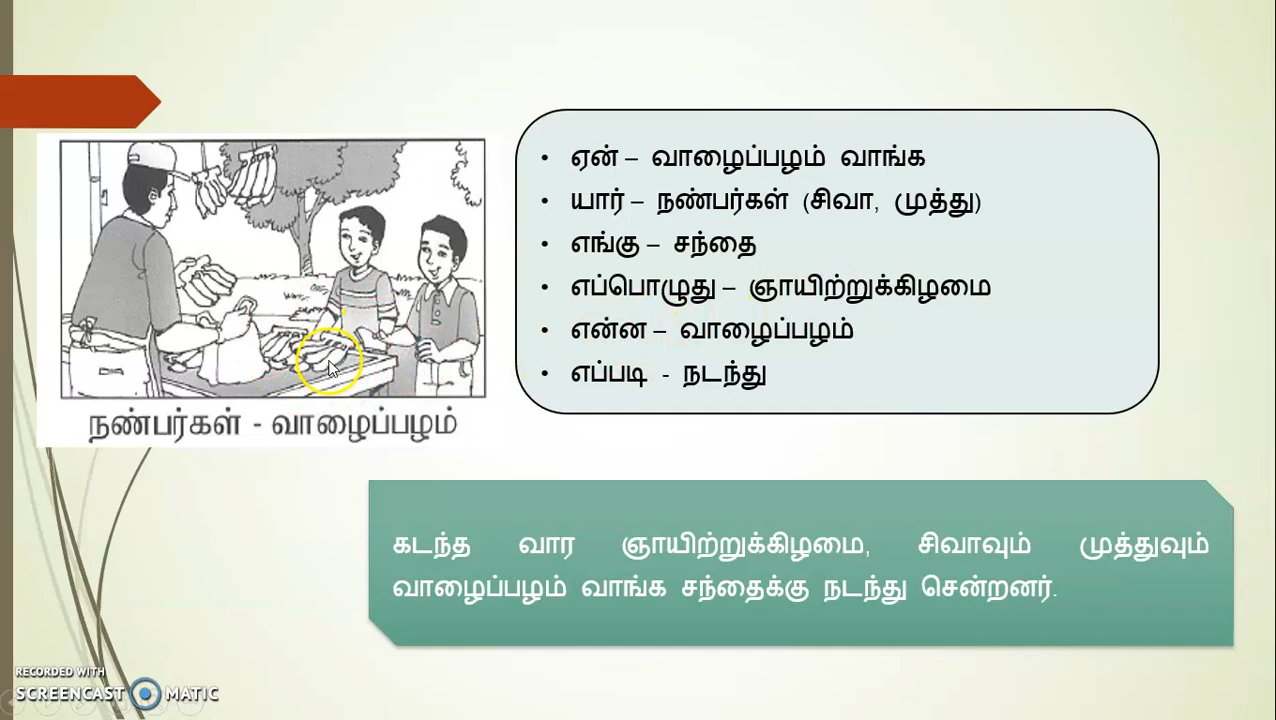 நண்பர்கள் - வாழைப்பழம்
• ஏன் – வாழைப்பழம் வாங்க
• யார் – நண்பர்கள் (சிவா, முத்து)
• எங்கு – சந்தை
• எப்பொழுது – ஞாயிற்றுக்கிழமை
• என்ன – வாழைப்பழம்
• எப்படி - நடந்து
கடந்த வார ஞாயிற்றுக்கிழமை, சிவாவும் முத்துவும்
வாழைப்பழம் வாங்க சந்தைக்கு நடந்து சென்றனர்.
RECORDED WITH
SCREENCAST MATIC